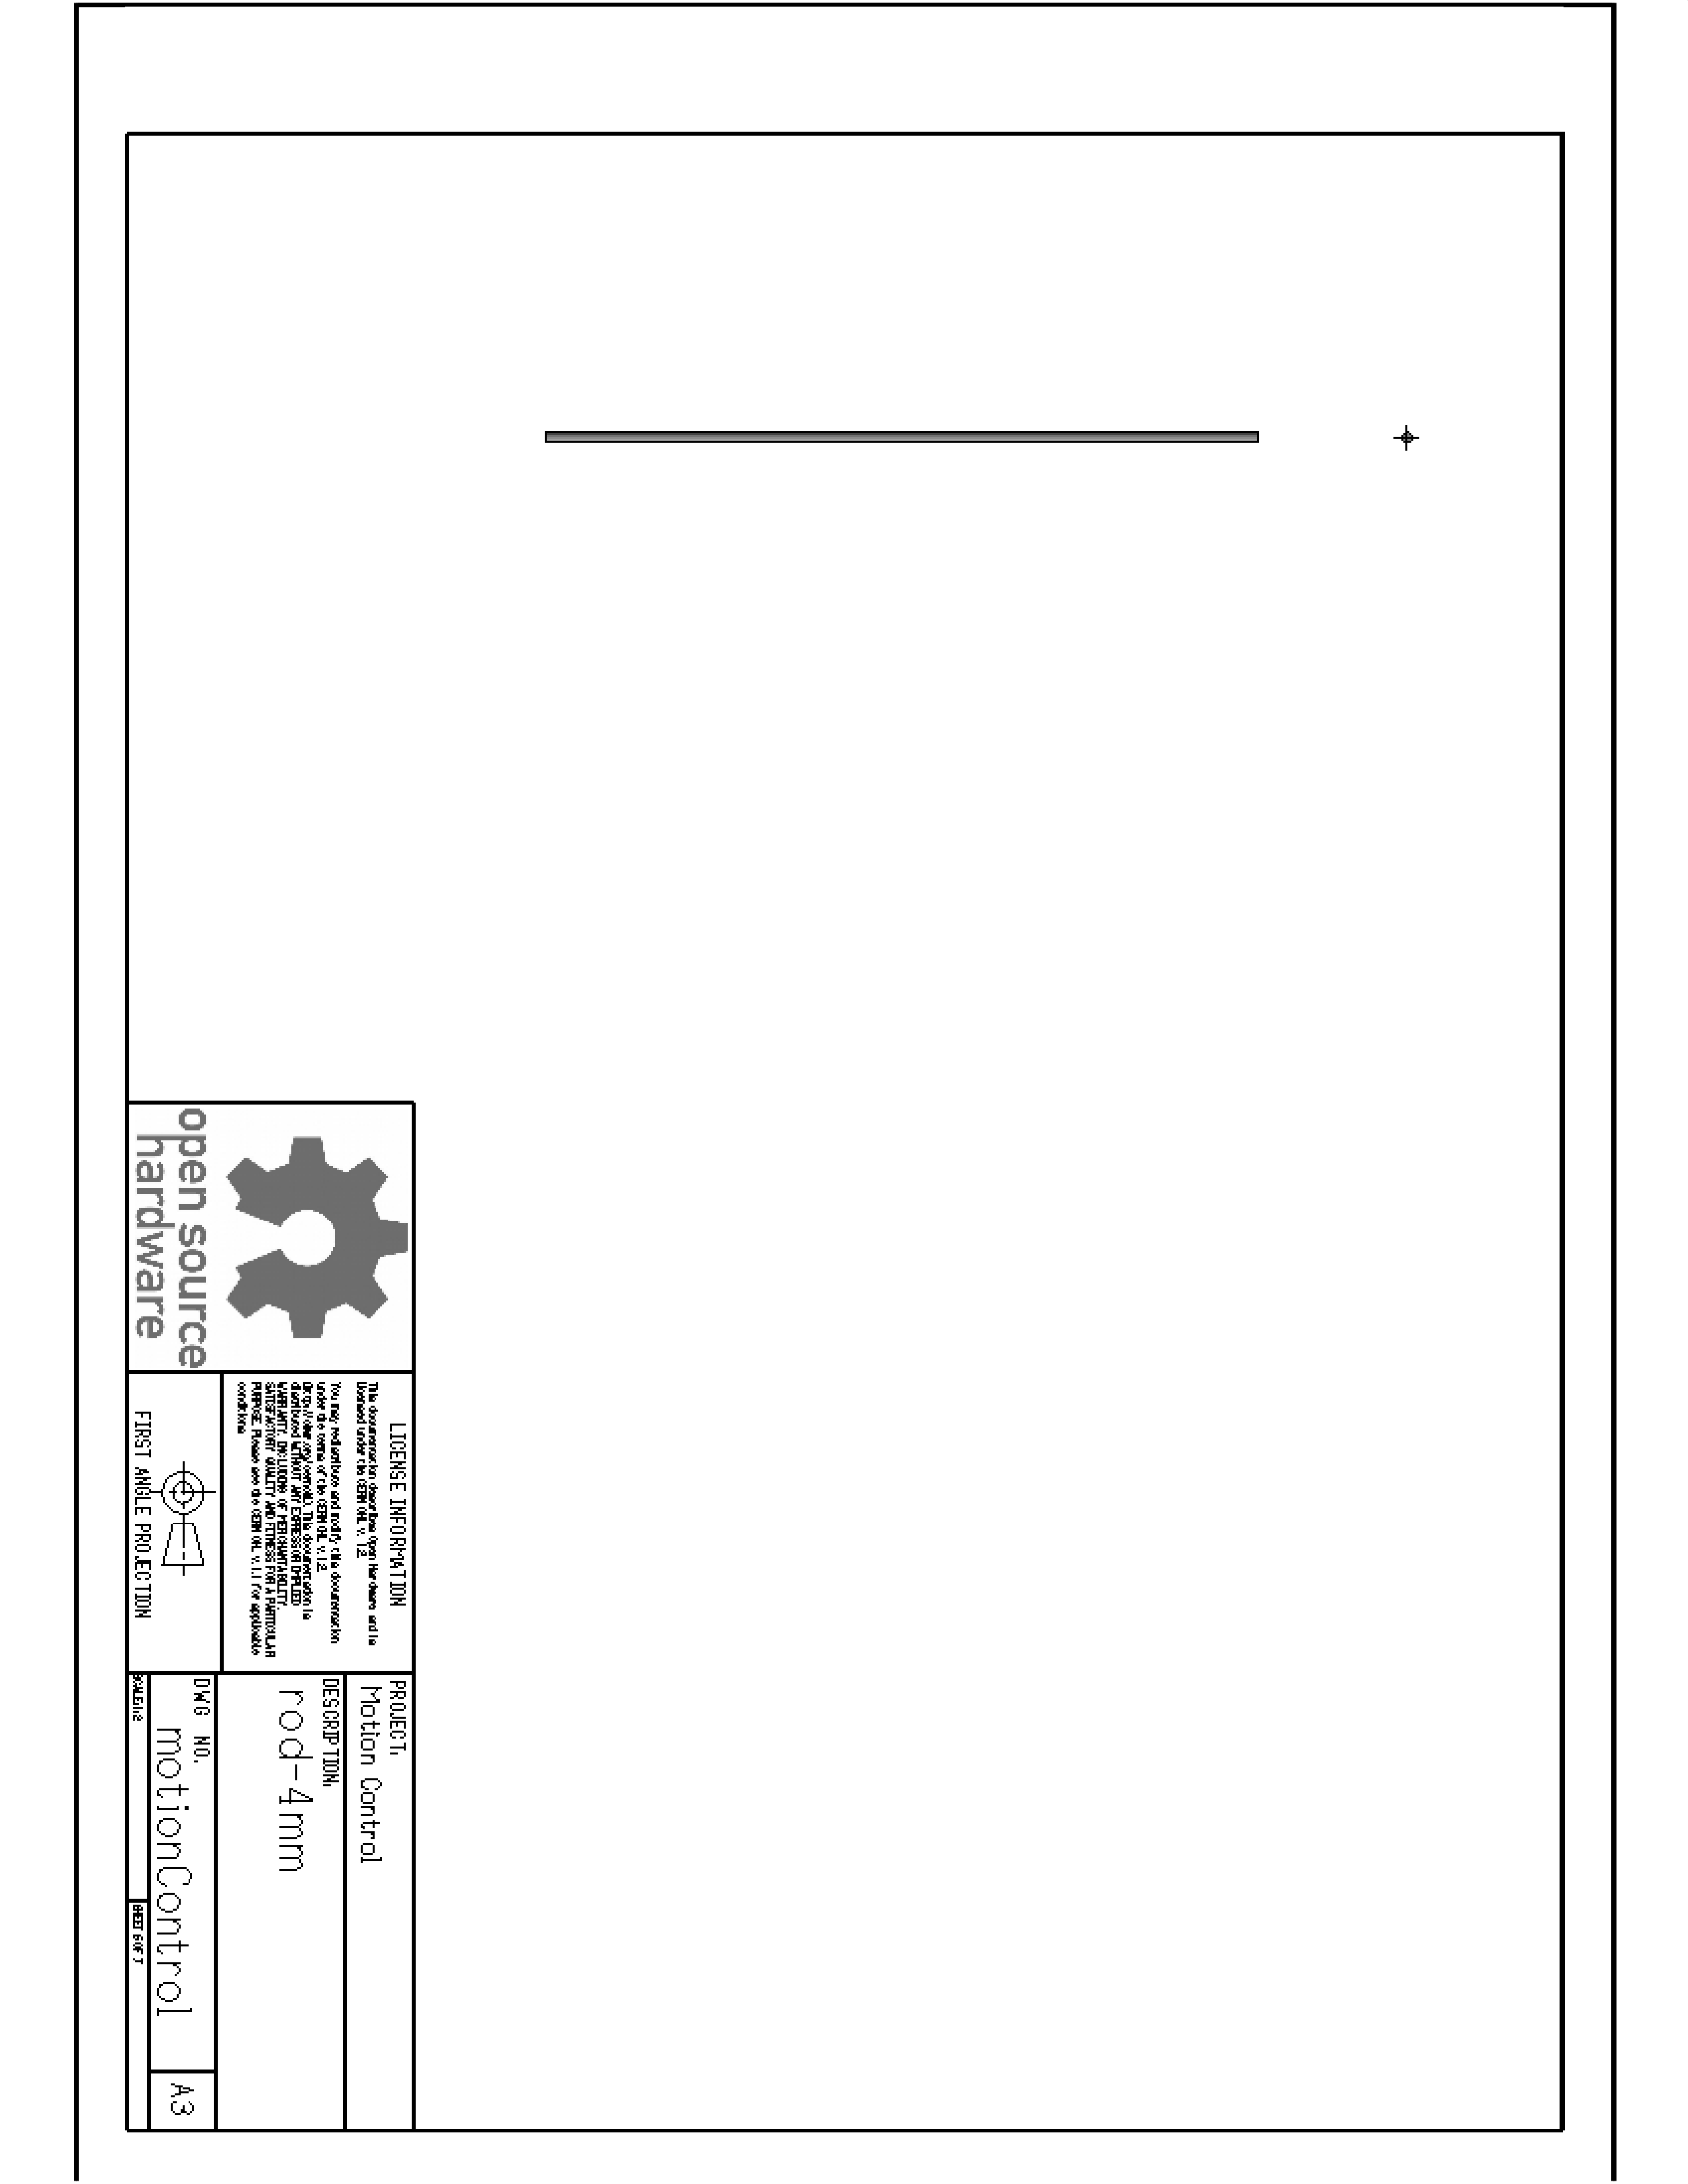 open source
hardware
LICENSE INFORMATION
This documentation describes Open Hardware and is
licensed under the CERN OHL v. 1.2
You may redistribute and modify this documentation
under the terms of the CERN OHL v.1.2
This documentation is
distributed WITHOUT ANY EXPRESS OR IMPLIED
WARRANTY, INCLUDING OF MERCHANTABILITY,
SATISFACTORY QUALITY AND FITNESS FOR A PARTICULAR
PURPOSE. Please see the CERN OHL v.1.1 for applicable
conditions
FIRST ANGLE PROJECTION
PROJECT:
Motion Control
DESCRIPTION:
rod-4mm
DWG NO.
motionControl
A3
SCALE:1:2
SHEET 6 OF 7